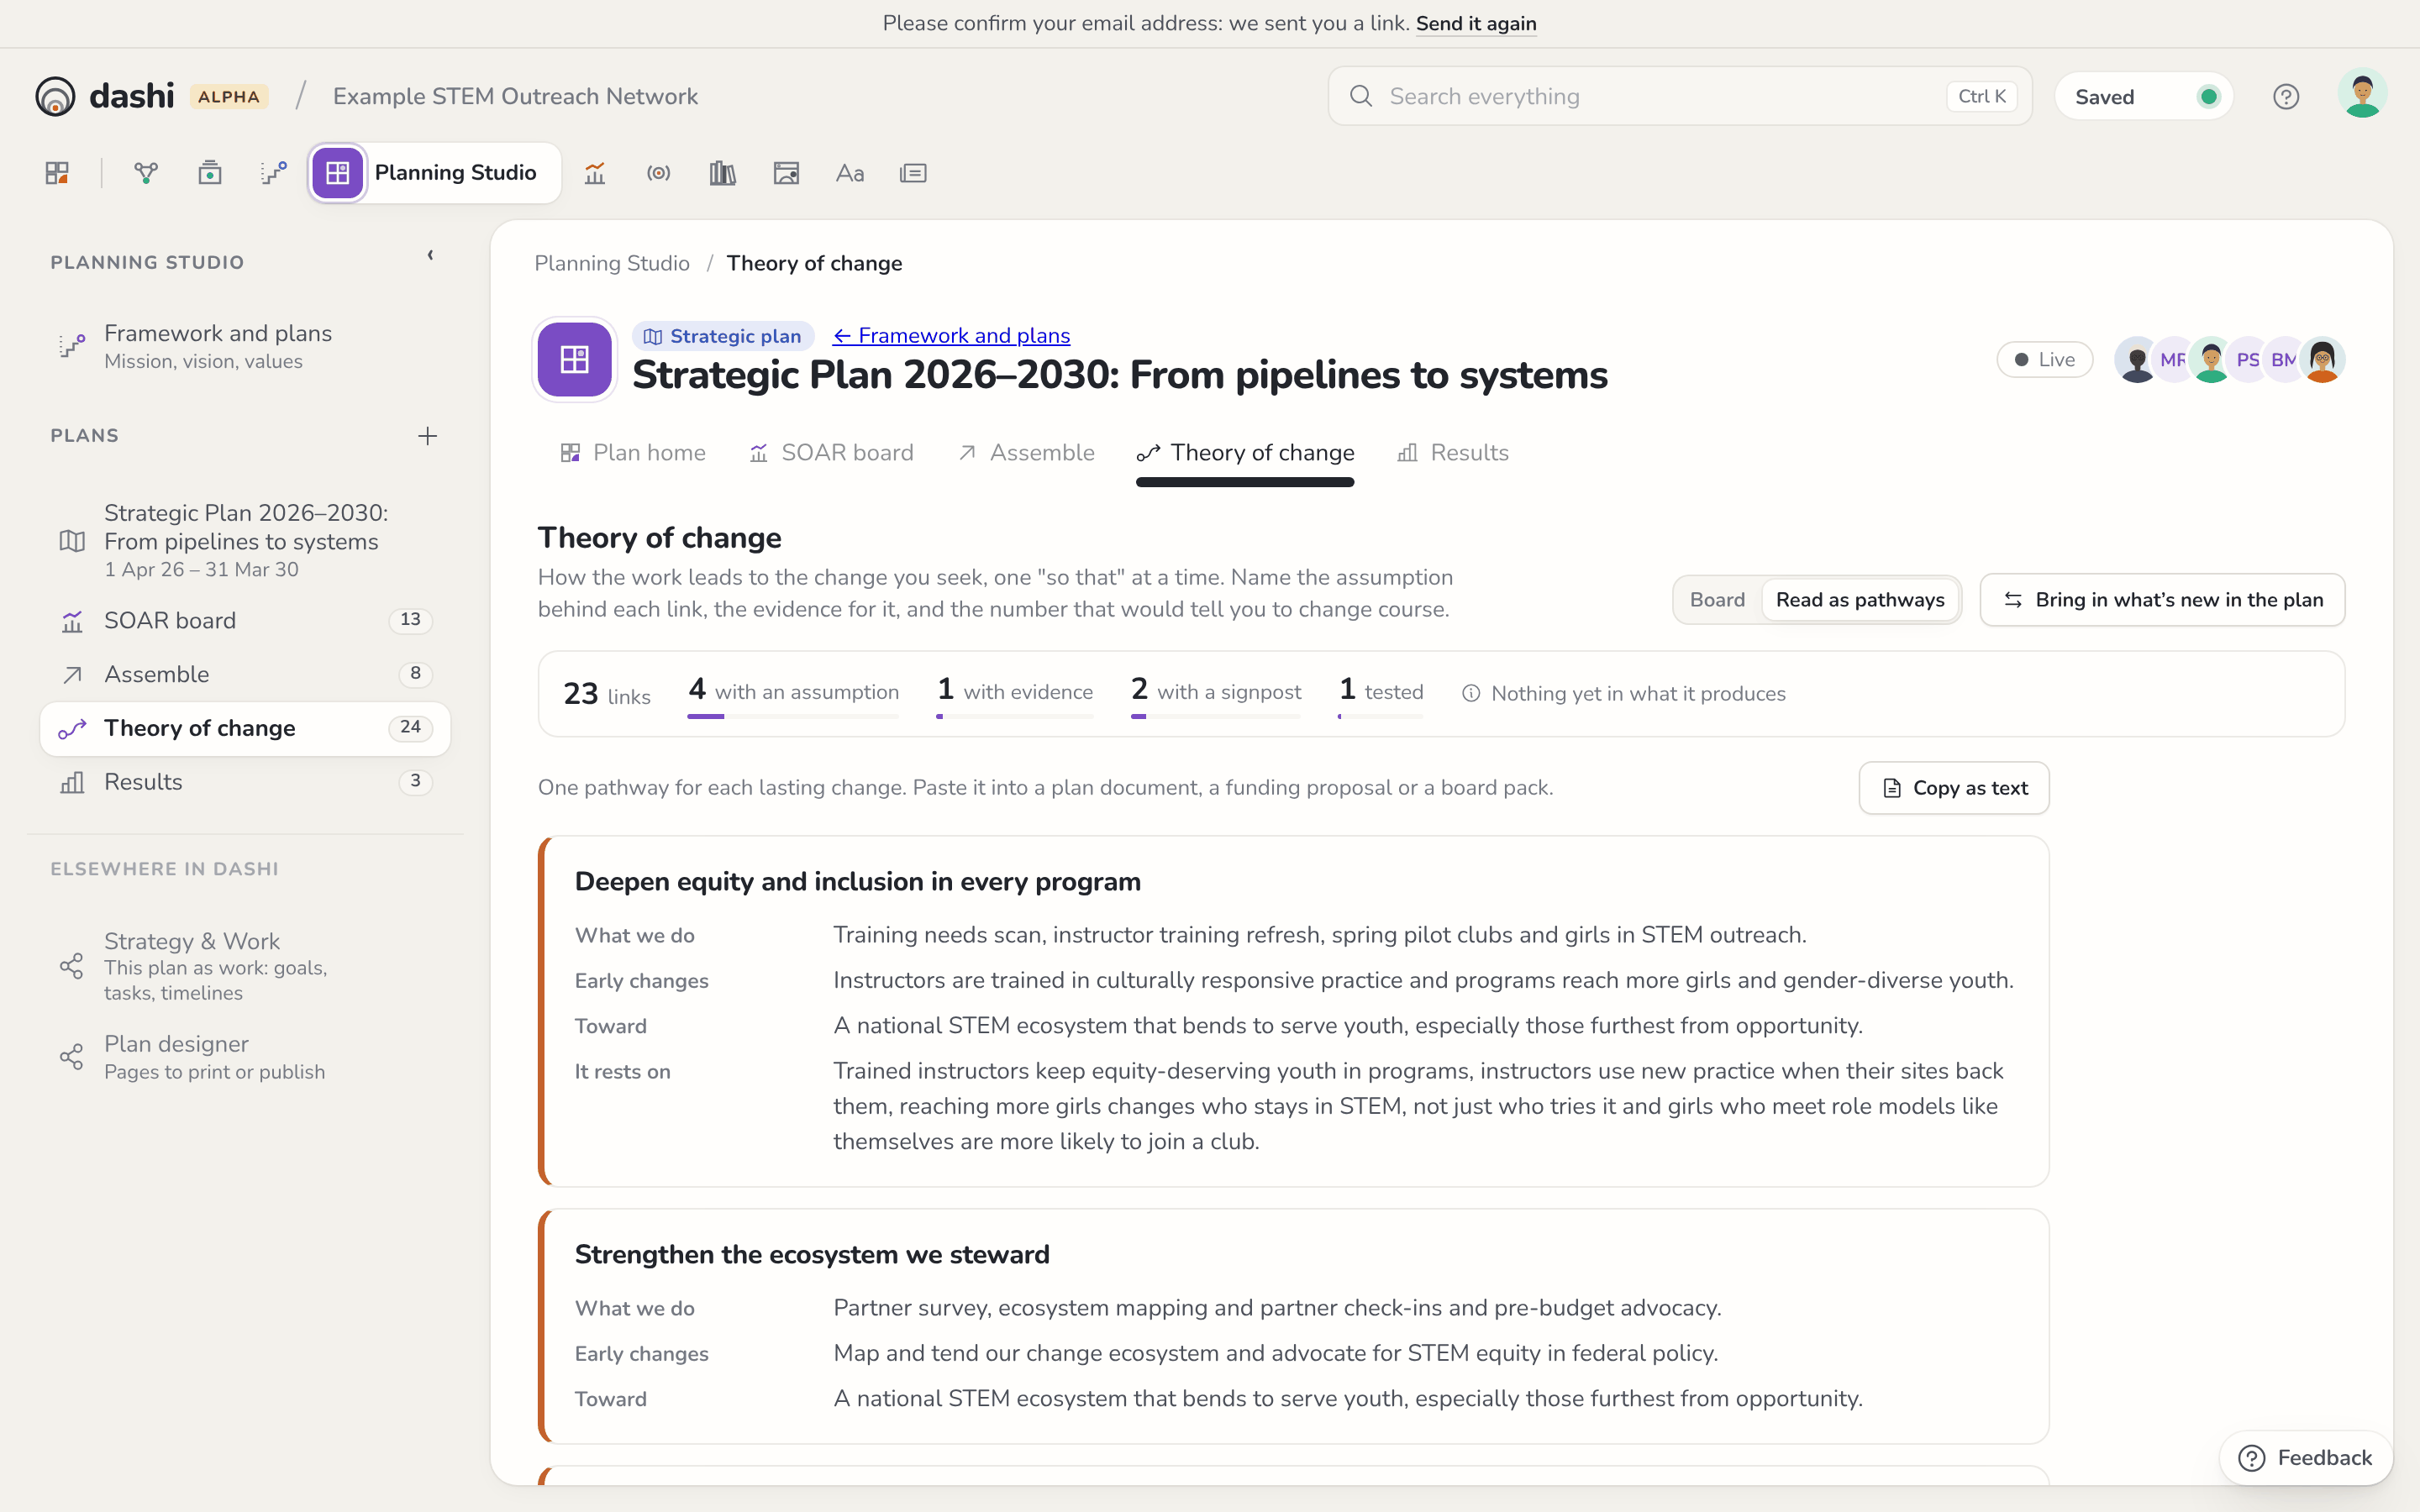 Please confirm your email address: we sent you a link. Send it again
dashi ALPHA / Example STEM Outreach Network
Search everything Ctrl K
Saved
Planning Studio
Aa
PLANNING STUDIO
Framework and plans
Mission, vision, values
PLANS
Strategic Plan 2026–2030:
From pipelines to systems
1 Apr 26 – 31 Mar 30
SOAR board 13
Assemble 8
Theory of change 24
Results 3
ELSEWHERE IN DASHI
Strategy & Work
This plan as work: goals,
tasks, timelines
Plan designer
Pages to print or publish
Planning Studio / Theory of change
Strategic plan ← Framework and plans
Strategic Plan 2026–2030: From pipelines to systems
Live
MR PS BM
Plan home SOAR board Assemble Theory of change Results
Theory of change
How the work leads to the change you seek, one "so that" at a time. Name the assumption
behind each link, the evidence for it, and the number that would tell you to change course.
Board Read as pathways Bring in what's new in the plan
23 links 4 with an assumption 1 with evidence 2 with a signpost 1 tested Nothing yet in what it produces
One pathway for each lasting change. Paste it into a plan document, a funding proposal or a board pack.
Copy as text
Deepen equity and inclusion in every program
What we do Training needs scan, instructor training refresh, spring pilot clubs and girls in STEM outreach.
Early changes Instructors are trained in culturally responsive practice and programs reach more girls and gender-diverse youth.
Toward A national STEM ecosystem that bends to serve youth, especially those furthest from opportunity.
It rests on Trained instructors keep equity-deserving youth in programs, instructors use new practice when their sites back
them, reaching more girls changes who stays in STEM, not just who tries it and girls who meet role models like
themselves are more likely to join a club.
Strengthen the ecosystem we steward
What we do Partner survey, ecosystem mapping and partner check-ins and pre-budget advocacy.
Early changes Map and tend our change ecosystem and advocate for STEM equity in federal policy.
Toward A national STEM ecosystem that bends to serve youth, especially those furthest from opportunity.
Feedback